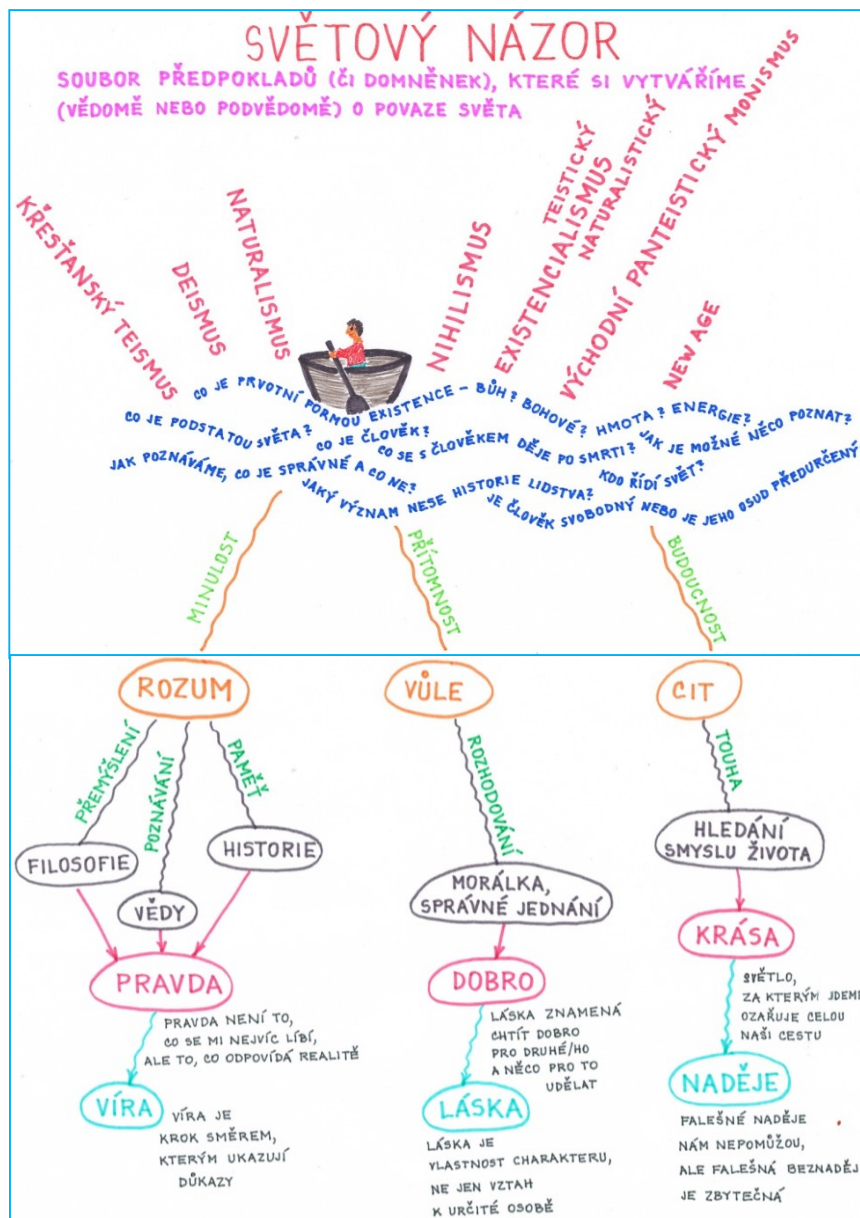 SVĚTOVÝ NÁZOR
SOUBOR PŘEDPOKLADŮ (ČI DOMNĚNEK), KTERÉ SI VYTVÁŘÍME
(VĚDOMĚ NEBO PODVĚDOMĚ) O POVAZE SVĚTA
KŘESŤANSKÝ TEISMUS
DEISMUS
NATURALISMUS
NIHILISMUS
EXISTENCIALISMUS
TEISTICKÝ
NATURALISTICKÝ
VÝCHODNÍ PANTEISTICKÝ MONISMUS
NEW AGE
CO JE PRVOTNÍ FORMOU EXISTENCE – BŮH? BOHOVÉ? HMOTA? ENERGIE?
CO JE PODSTATOU SVĚTA?
CO JE ČLOVĚK?
CO SE S ČLOVĚKEM DĚJE PO SMRTI?
JAK JE MOŽNÉ NĚCO POZNAT?
JAK POZNÁVÁME, CO JE SPRÁVNÉ A CO NE?
KDO ŘÍDÍ SVĚT?
JAKÝ VÝZNAM NESE HISTORIE LIDSTVA?
JE ČLOVĚK SVOBODNÝ NEBO JE JEHO OSUD PŘEDURČENÝ
MINULOST
PŘÍTOMNOST
BUDOUCNOST
ROZUM
VŮLE
CIT
PŘEMÝŠLENÍ
POZNÁVÁNÍ
PAMĚŤ
ROZHODOVÁNÍ
TOUHA
FILOSOFIE
VĚDY
HISTORIE
MORÁLKA,
SPRÁVNÉ JEDNÁNÍ
HLEDÁNÍ
SMYSLU ŽIVOTA
PRAVDA
DOBRO
KRÁSA
PRAVDA NENÍ TO,
CO SE MI NEJVÍC LÍBÍ,
ALE TO, CO ODPOVÍDÁ REALITĚ
LÁSKA ZNAMENÁ
CHTÍT DOBRO
PRO DRUHÉ/HO
A NĚCO PRO TO
UDĚLAT
SVĚTLO,
ZA KTERÝM JDEME
OZAŘUJE CELOU
NAŠI CESTU
VÍRA
LÁSKA
NADĚJE
VÍRA JE
KROK SMĚREM,
KTERÝM UKAZUJÍ
DŮKAZY
LÁSKA JE
VLASTNOST CHARAKTERU,
NE JEN VZTAH
K URČITÉ OSOBĚ
FALEŠNÉ NADĚJE
NÁM NEPOMŮŽOU,
ALE FALEŠNÁ BEZNADĚJ
JE ZBYTEČNÁ